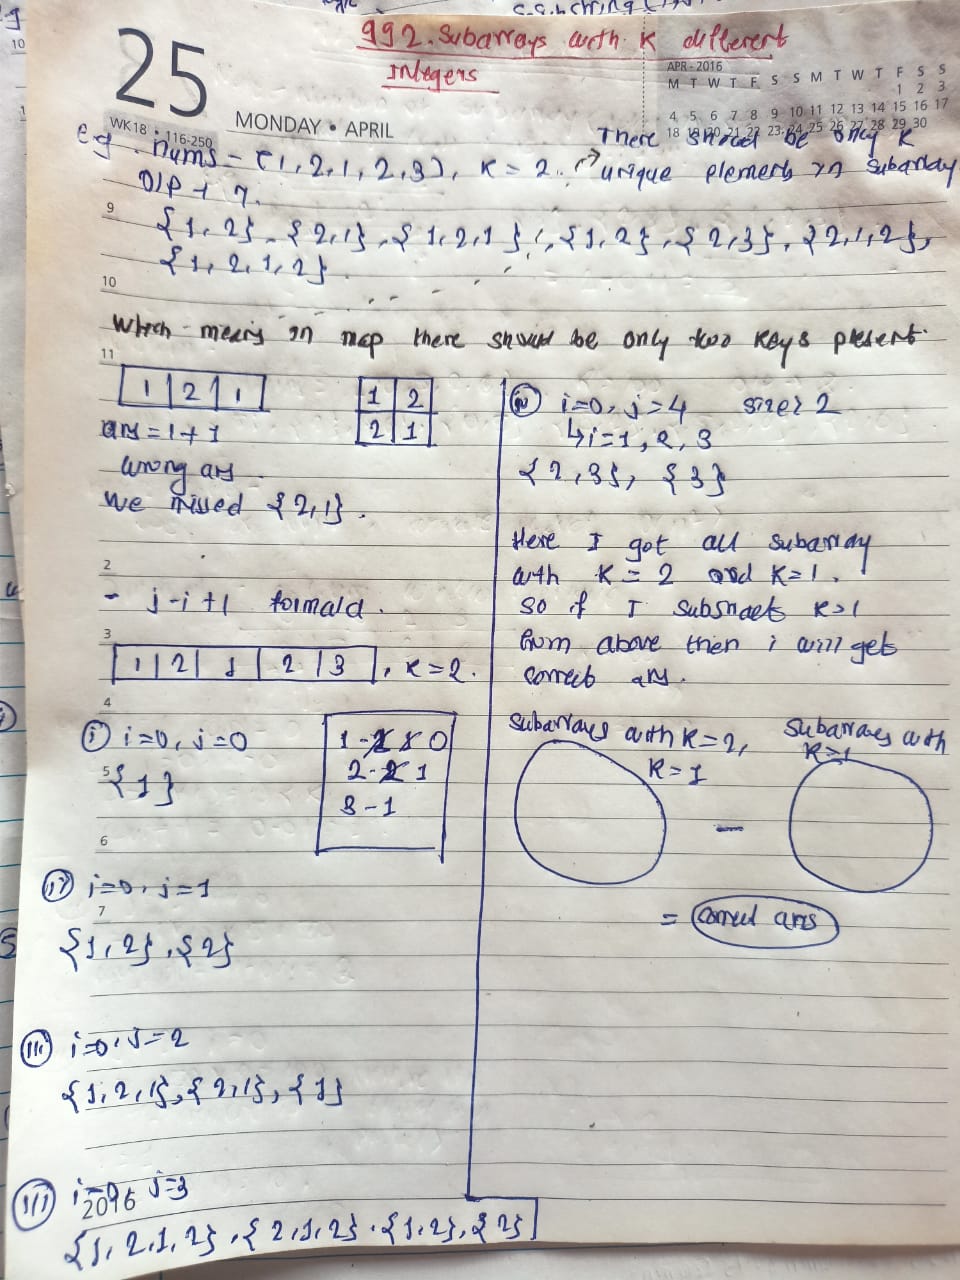 992. Subarrays with K different
Integers
25
APR - 2016
M T W T F S S M T W T F S S
1 2 3
4 5 6 7 8 9 10 11 12 13 14 15 16 17
18 19 20 21 22 23 24 25 26 27 28 29 30
WK18 • 116-250
MONDAY • APRIL
There should be only K
unique elements in subarray
eg. nums - (1, 2, 1, 2, 3), K = 2.
O/P → 7.
9
{1, 2}, {2,1}, {1,2,1}, {1,2}, {2,3}, {2,1,2},
{1, 2, 1, 2}.
10
Which means in map there should be only two keys present.
11
1 | 2 | 1
1 2
2 1
ans = 1 + 1
wrong ans
we missed {2,1}.
2
- j-i+1 formala.
3
1 | 2 | 1 | 2 | 3 , K = 2.
4
(i) i=0, j=0
5
{1}
1 - 2 1 0
2 - 2 1
3 - 1
6
(ii) i=0, j=1
7
{1,2}, {2}
(iii) i=0, j=2
{1,2,1}, {2,1}, {1}
(iii) i=0, j=3
2016
{1, 2,1,2}, {2,1,2}, {1,2}, {2}
(iv) i=0, j=4 size>2
↳i=1, 2, 3
{2,3}, {3}
Here I got all subarray
with K = 2 and K=1.
So if I subsracts K=1
from above then i will get
correct ans.
Subarrays with K=2,
K=1
Subarrays with
K=1
-
= correct ans